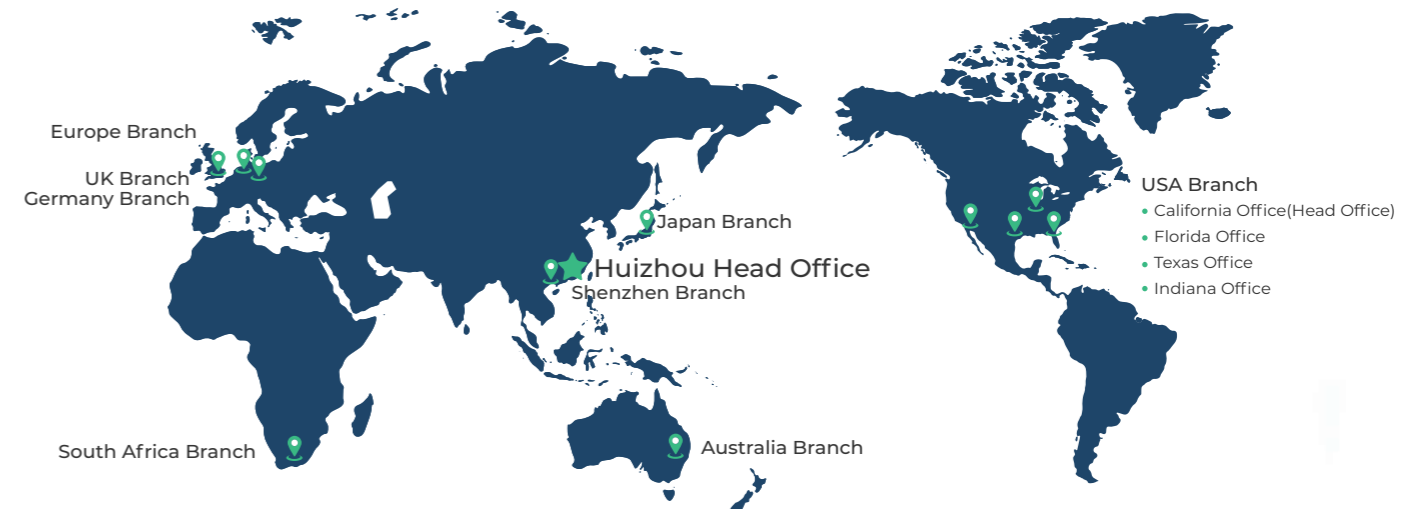 Europe Branch
UK Branch
Germany Branch
Japan Branch
Huizhou Head Office
Shenzhen Branch
South Africa Branch
Australia Branch
USA Branch
California Office(Head Office)
Florida Office
Texas Office
Indiana Office